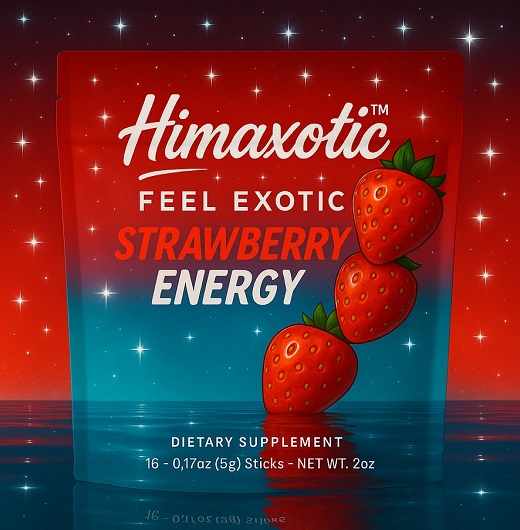 Himaxotic™
FEEL EXOTIC
STRAWBERRY
ENERGY
DIETARY SUPPLEMENT
16 - 0,17oz (5g) Sticks - NET WT. 2oz